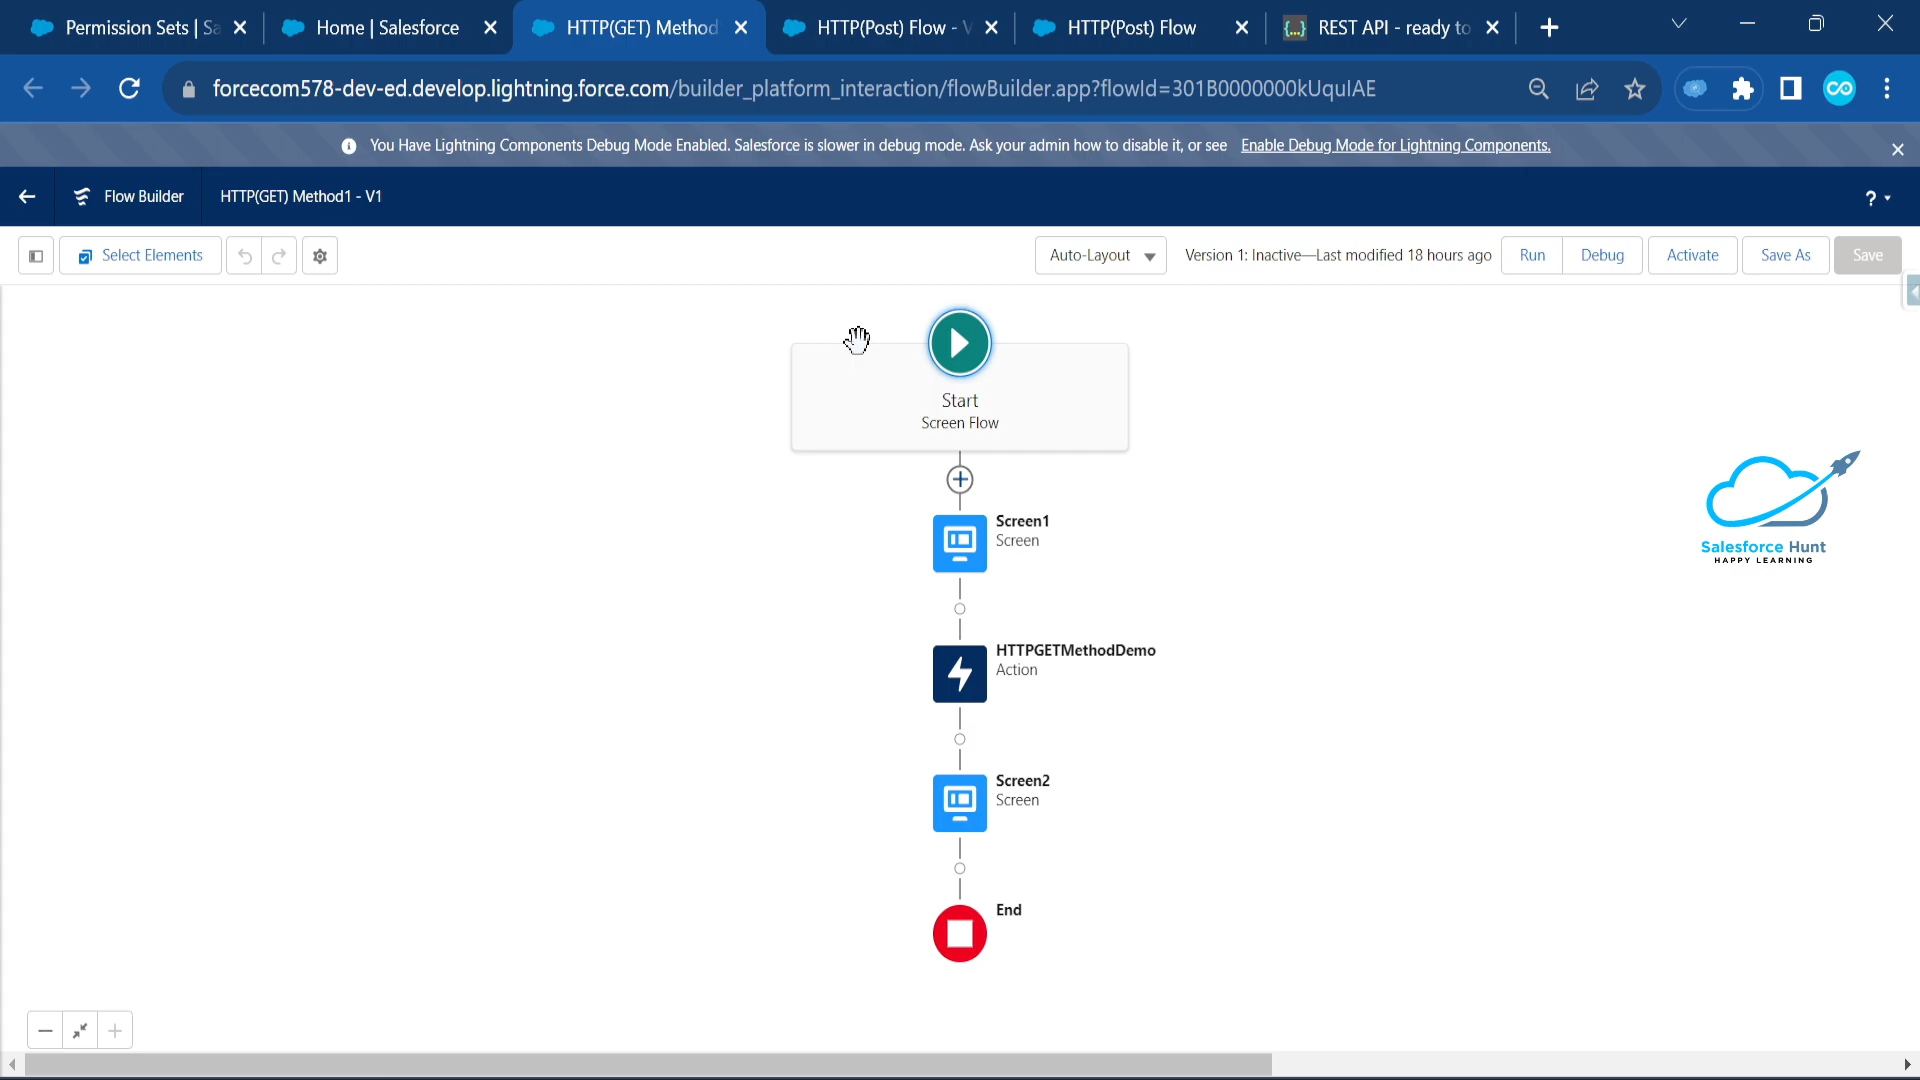 Permission Sets | Sa
Home | Salesforce
HTTP(GET) Method
HTTP(Post) Flow - V
HTTP(Post) Flow
{...}
REST API - ready to
forcecom578-dev-ed.develop.lightning.force.com/builder_platform_interaction/flowBuilder.app?flowId=301B0000000kUquIAE
You Have Lightning Components Debug Mode Enabled. Salesforce is slower in debug mode. Ask your admin how to disable it, or see Enable Debug Mode for Lightning Components.
Flow Builder
HTTP(GET) Method1 - V1
?
Select Elements
Auto-Layout
Version 1: Inactive—Last modified 18 hours ago
Run
Debug
Activate
Save As
Save
Start
Screen Flow
Screen1
Screen
HTTPGETMethodDemo
Action
Screen2
Screen
End
Salesforce Hunt
HAPPY LEARNING